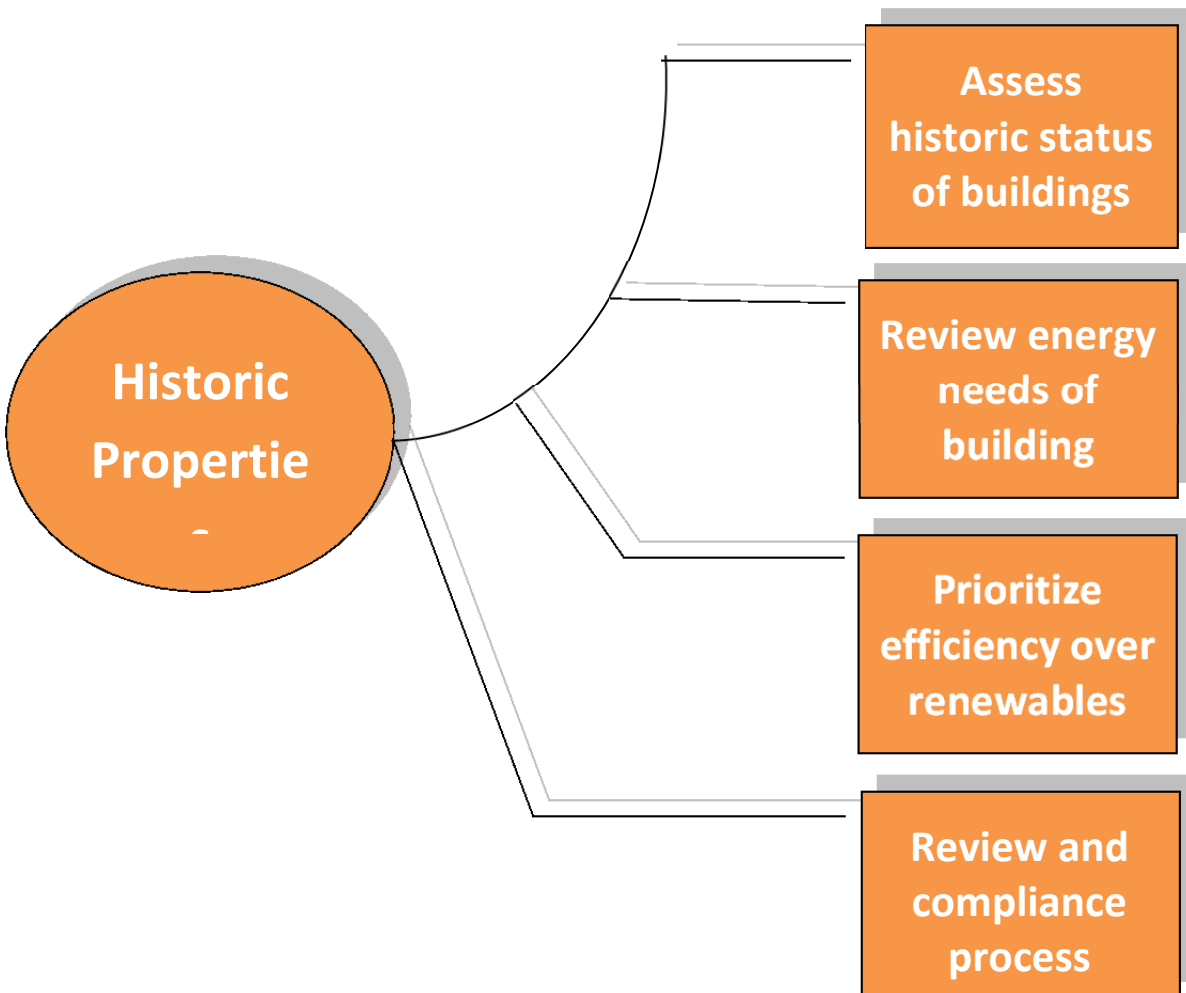 Historic
Propertie
Assess
historic status
of buildings
Review energy
needs of
building
Prioritize
efficiency over
renewables
Review and
compliance
process